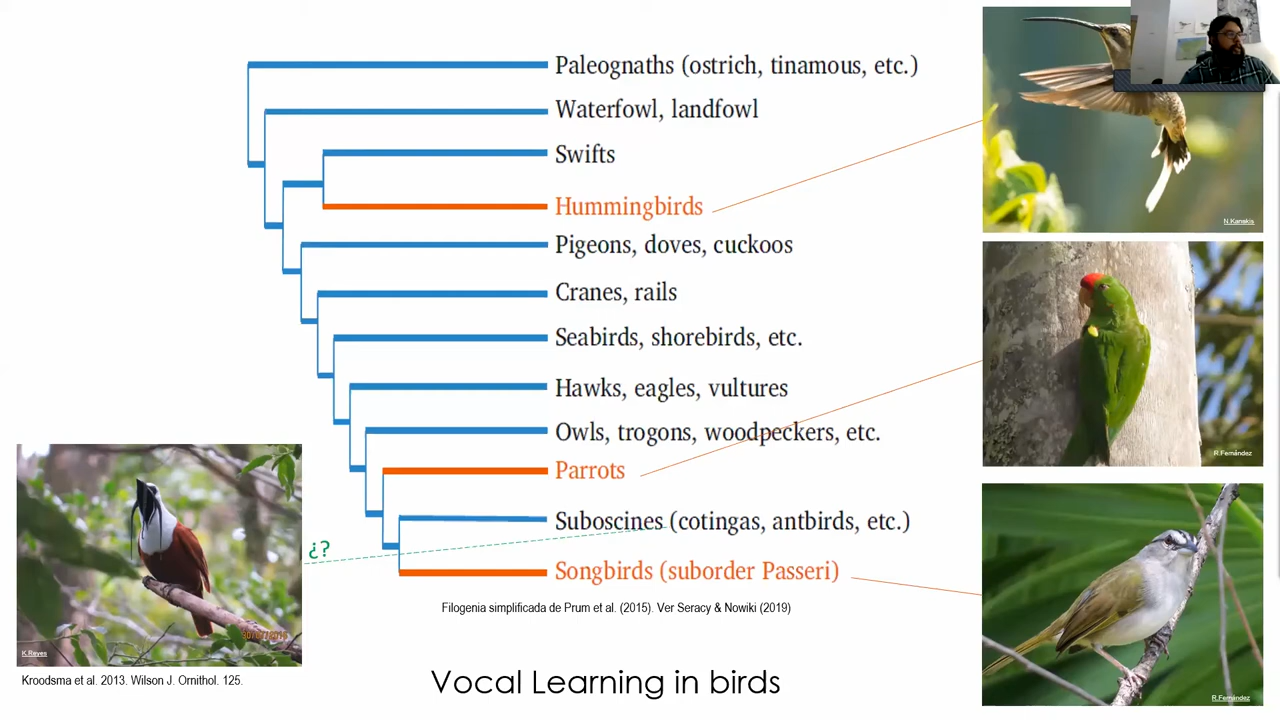 Paleognaths (ostrich, tinamous, etc.)
Waterfowl, landfowl
Swifts
Hummingbirds
N.Kanakis
Pigeons, doves, cuckoos
Cranes, rails
Seabirds, shorebirds, etc.
Hawks, eagles, vultures
Owls, trogons, woodpeckers, etc.
R.Fernández
Parrots
Suboscines (cotingas, antbirds, etc.)
¿?
Songbirds (suborder Passeri)
Filogenia simplificada de Prum et al. (2015). Ver Seracy & Nowiki (2019)
K.Reyes
Kroodsma et al. 2013. Wilson J. Ornithol. 125.
Vocal Learning in birds
R.Fernández